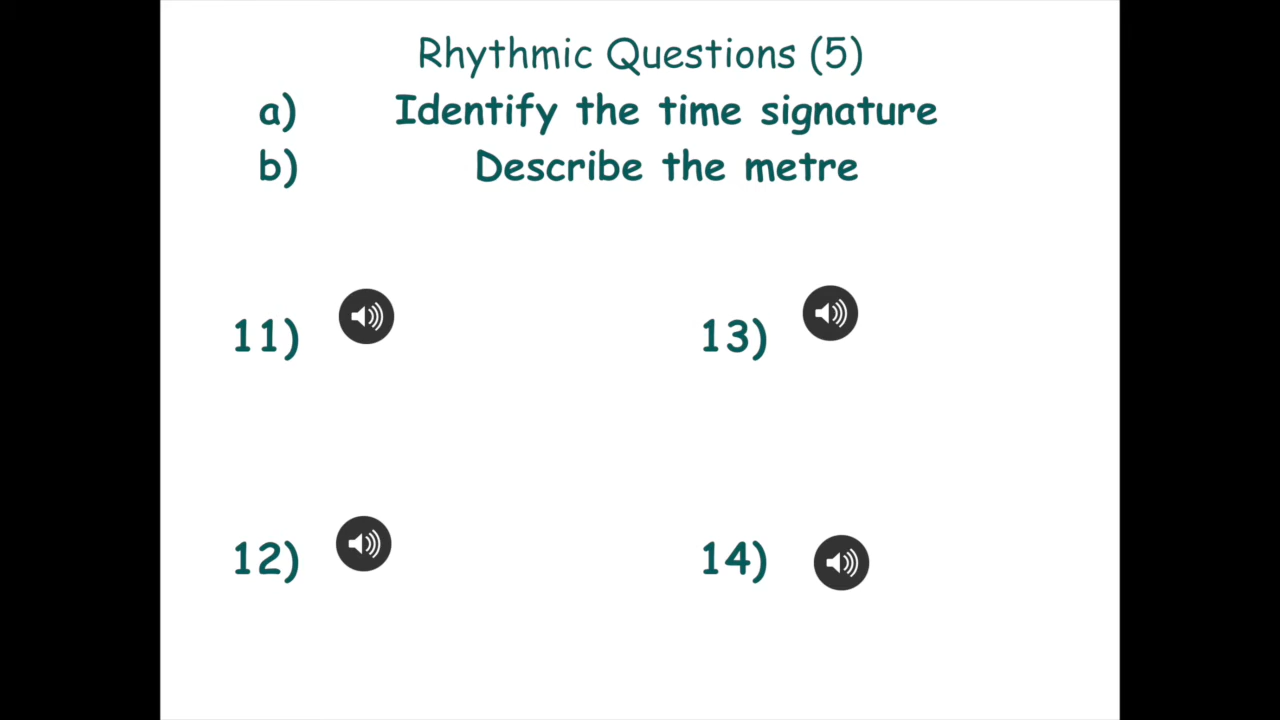 Rhythmic Questions (5)
a) Identify the time signature
b) Describe the metre
11)
13)
12)
14)